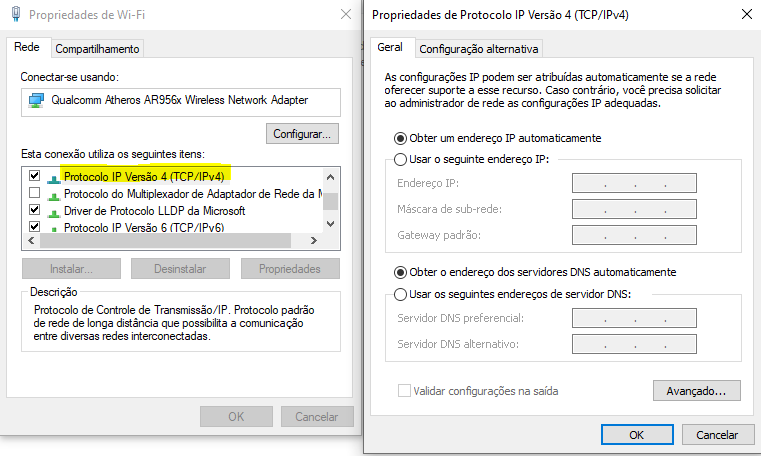 Propriedades de Wi-Fi
Rede
Compartilhamento
Conectar-se usando:
Qualcomm Atheros AR956x Wireless Network Adapter
Configurar...
Esta conexão utiliza os seguintes itens:
Protocolo IP Versão 4 (TCP/IPv4)
Protocolo do Multiplexador de Adaptador de Rede da M
Driver de Protocolo LLDP da Microsoft
Protocolo IP Versão 6 (TCP/IPv6)
Instalar...
Desinstalar
Propriedades
Descrição
Protocolo de Controle de Transmissão/IP. Protocolo padrão
de rede de longa distância que possibilita a comunicação
entre diversas redes interconectadas.
OK
Cancelar
Propriedades de Protocolo IP Versão 4 (TCP/IPv4)
Geral
Configuração alternativa
As configurações IP podem ser atribuídas automaticamente se a rede
oferecer suporte a esse recurso. Caso contrário, você precisa solicitar
ao administrador de rede as configurações IP adequadas.
Obter um endereço IP automaticamente
Usar o seguinte endereço IP:
Endereço IP:
Máscara de sub-rede:
Gateway padrão:
Obter o endereço dos servidores DNS automaticamente
Usar os seguintes endereços de servidor DNS:
Servidor DNS preferencial:
Servidor DNS alternativo:
Validar configurações na saída
Avançado...
OK
Cancelar